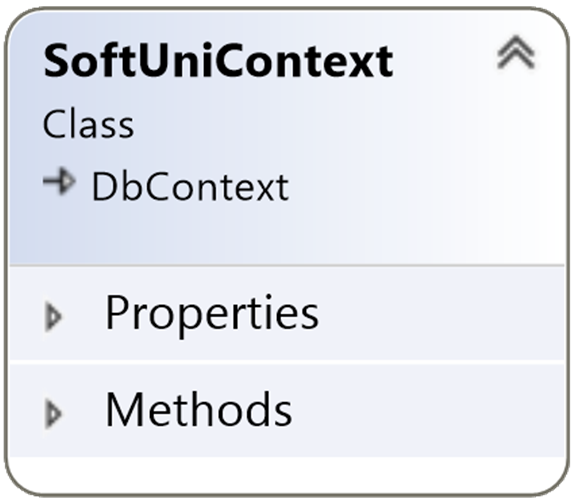 SoftUniContext
Class
DbContext
Properties
Methods